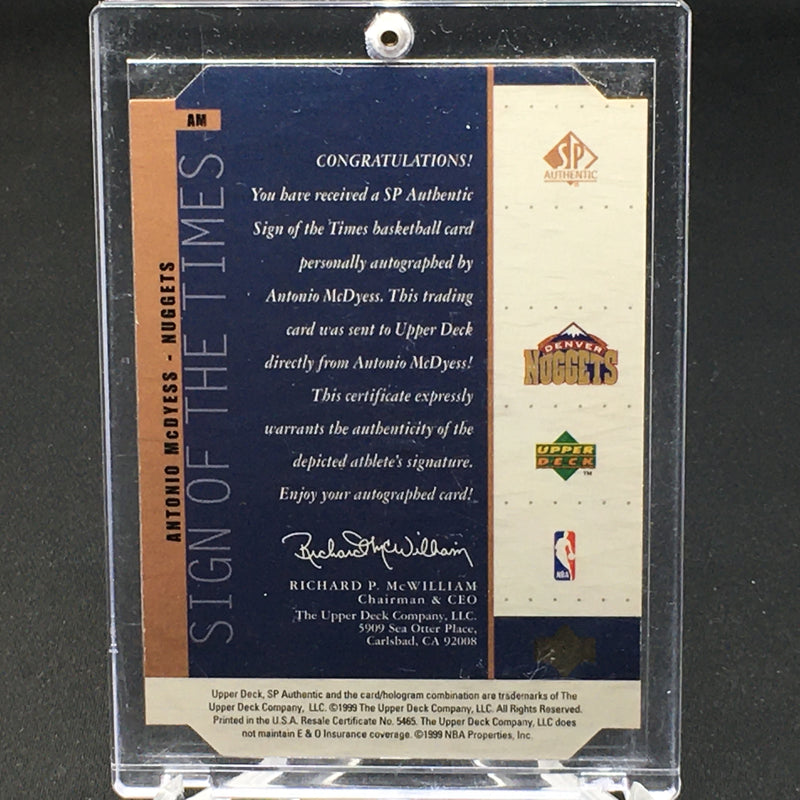 AM
ANTONIO McDYESS - NUGGETS
SIGN OF THE TIMES
CONGRATULATIONS!
You have received a SP Authentic
Sign of the Times basketball card
personally autographed by
Antonio McDyess. This trading
card was sent to Upper Deck
directly from Antonio McDyess!
This certificate expressly
warrants the authenticity of the
depicted athlete's signature.
Enjoy your autographed card!
Richard McWilliam
RICHARD P. McWILLIAM
Chairman & CEO
The Upper Deck Company, LLC.
5909 Sea Otter Place,
Carlsbad, CA 92008
SP
AUTHENTIC
DENVER
NUGGETS
UPPER
DECK
TM
NBA
Upper Deck, SP Authentic and the card/hologram combination are trademarks of The
Upper Deck Company, LLC. ©1999 The Upper Deck Company, LLC. All Rights Reserved.
Printed in the U.S.A. Resale Certificate No. 5465. The Upper Deck Company, LLC does
not maintain E & O Insurance coverage. ©1999 NBA Properties, Inc.